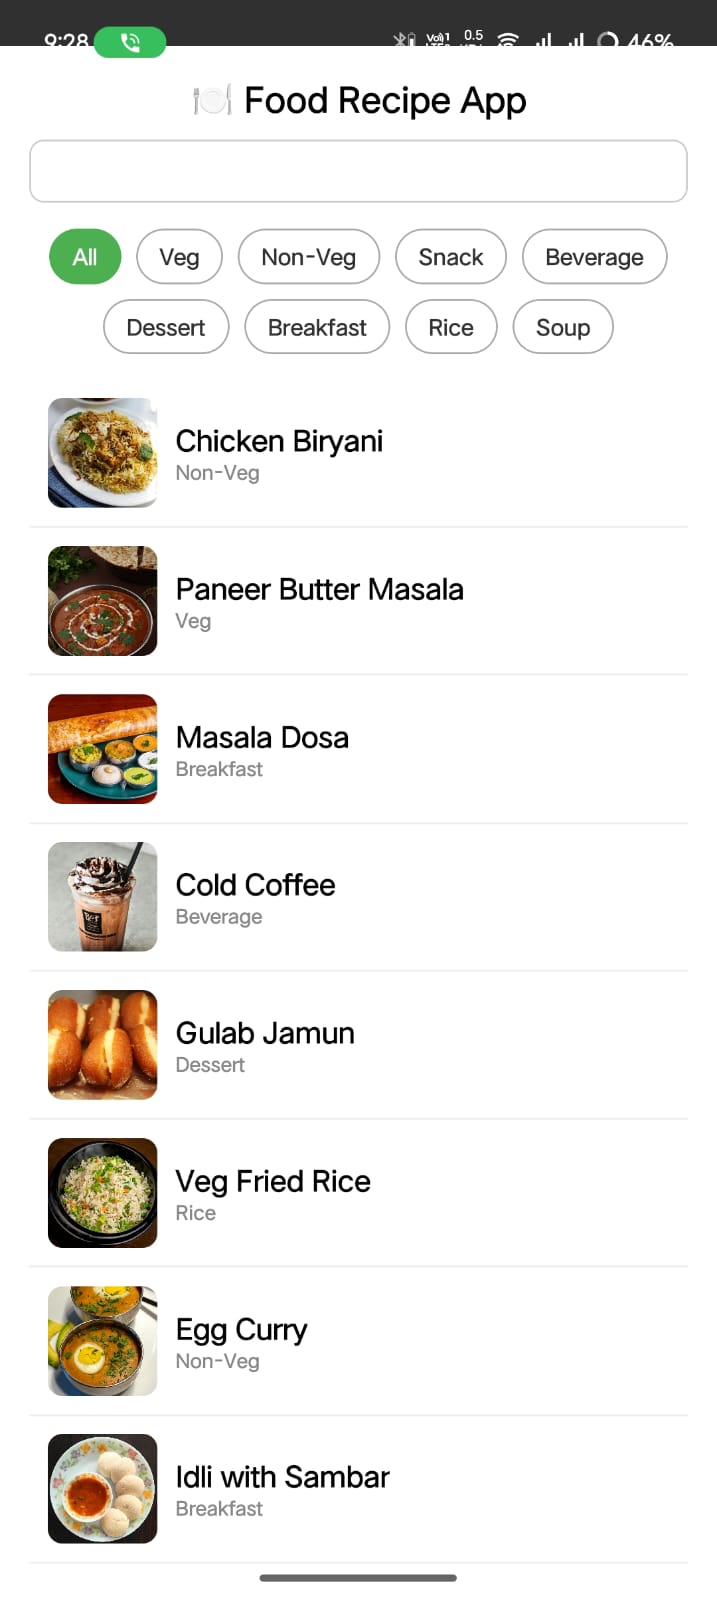 9:28 Vo)) 1 0.5 46%
Food Recipe App
All Veg Non-Veg Snack Beverage
Dessert Breakfast Rice Soup
Chicken Biryani
Non-Veg
Paneer Butter Masala
Veg
Masala Dosa
Breakfast
Cold Coffee
Beverage
Gulab Jamun
Dessert
Veg Fried Rice
Rice
Egg Curry
Non-Veg
Idli with Sambar
Breakfast